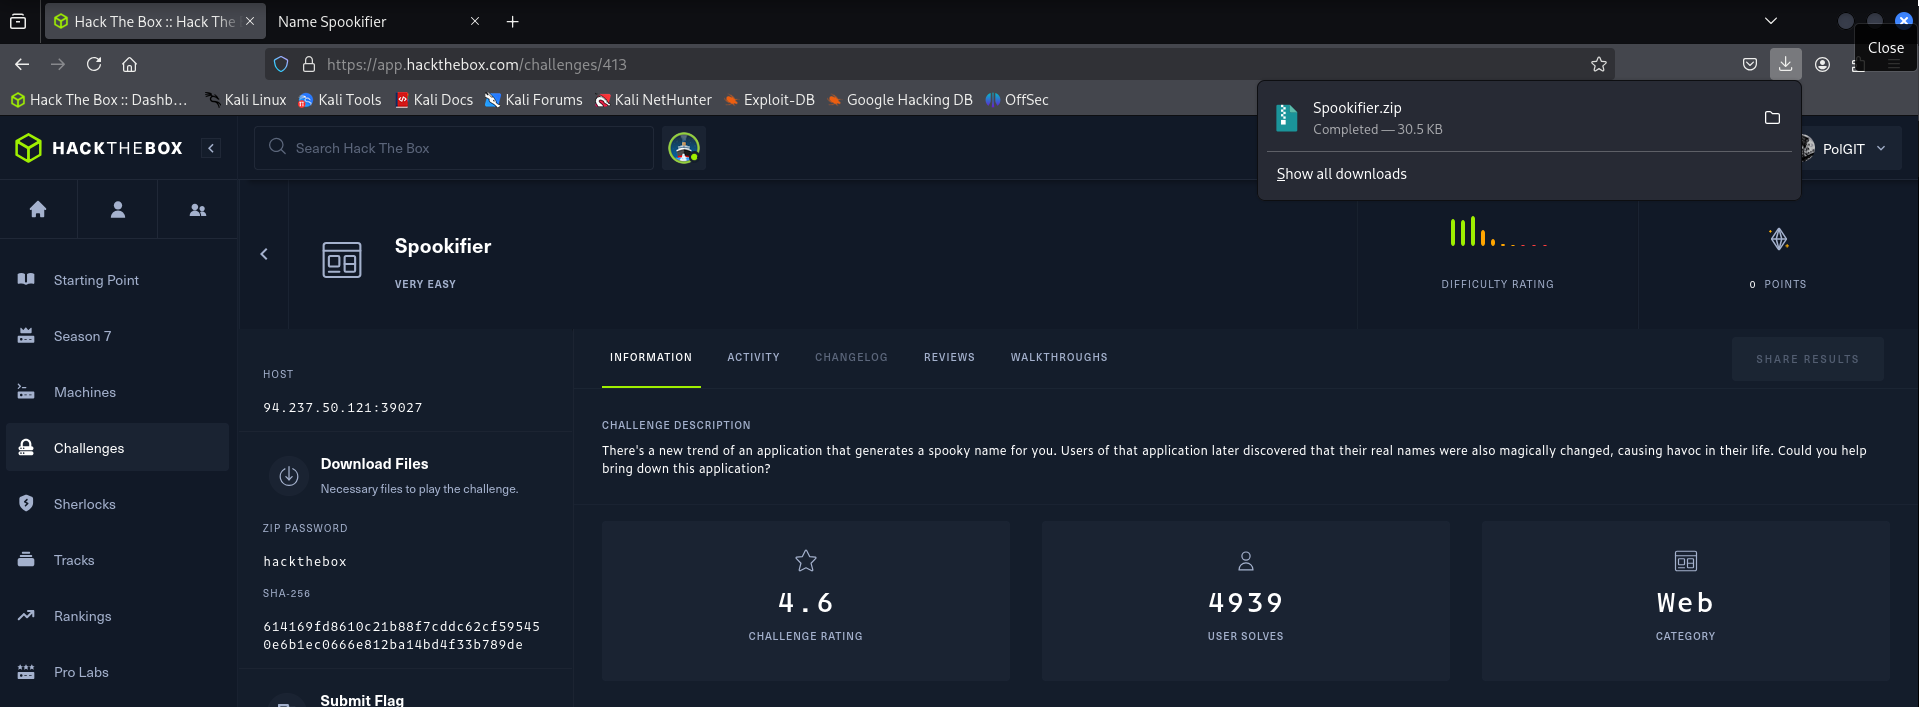 Hack The Box :: Hack The
Name Spookifier
Close
https://app.hackthebox.com/challenges/413
Hack The Box :: Dashb...
Kali Linux
Kali Tools
Kali Docs
Kali Forums
Kali NetHunter
Exploit-DB
Google Hacking DB
OffSec
Spookifier.zip
Completed — 30.5 KB
Show all downloads
HACKTHEBOX
Search Hack The Box
PolGIT
Starting Point
Season 7
Machines
Challenges
Sherlocks
Tracks
Rankings
Pro Labs
Spookifier
VERY EASY
DIFFICULTY RATING
0 POINTS
HOST
94.237.50.121:39027
Download Files
Necessary files to play the challenge.
ZIP PASSWORD
hackthebox
SHA-256
614169fd8610c21b88f7cddc62cf59545
0e6b1ec0666e812ba14bd4f33b789de
Submit Flag
INFORMATION
ACTIVITY
CHANGELOG
REVIEWS
WALKTHROUGHS
SHARE RESULTS
CHALLENGE DESCRIPTION
There's a new trend of an application that generates a spooky name for you. Users of that application later discovered that their real names were also magically changed, causing havoc in their life. Could you help
bring down this application?
4.6
CHALLENGE RATING
4939
USER SOLVES
Web
CATEGORY